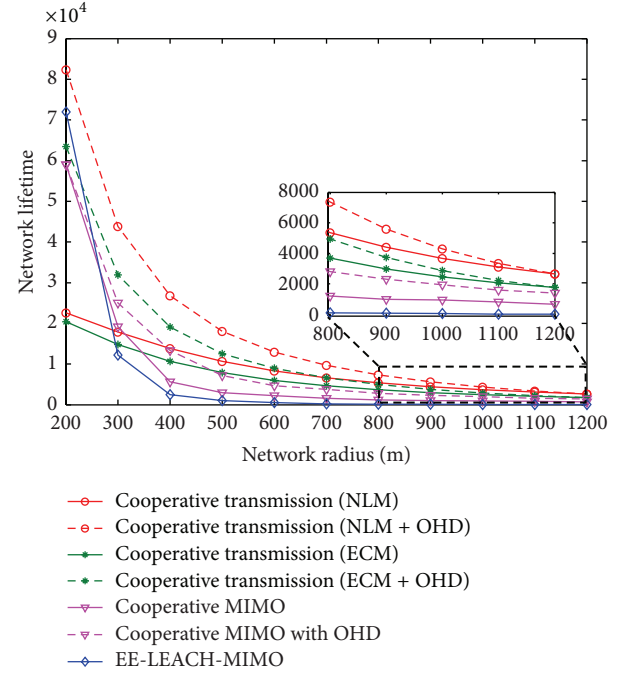 ×10⁴
9
8
7
6
5
4
3
2
1
0
Network lifetime
200 300 400 500 600 700 800 900 1000 1100 1200
Network radius (m)
8000
6000
4000
2000
0
800 900 1000 1100 1200
Cooperative transmission (NLM)
Cooperative transmission (NLM + OHD)
Cooperative transmission (ECM)
Cooperative transmission (ECM + OHD)
Cooperative MIMO
Cooperative MIMO with OHD
EE-LEACH-MIMO